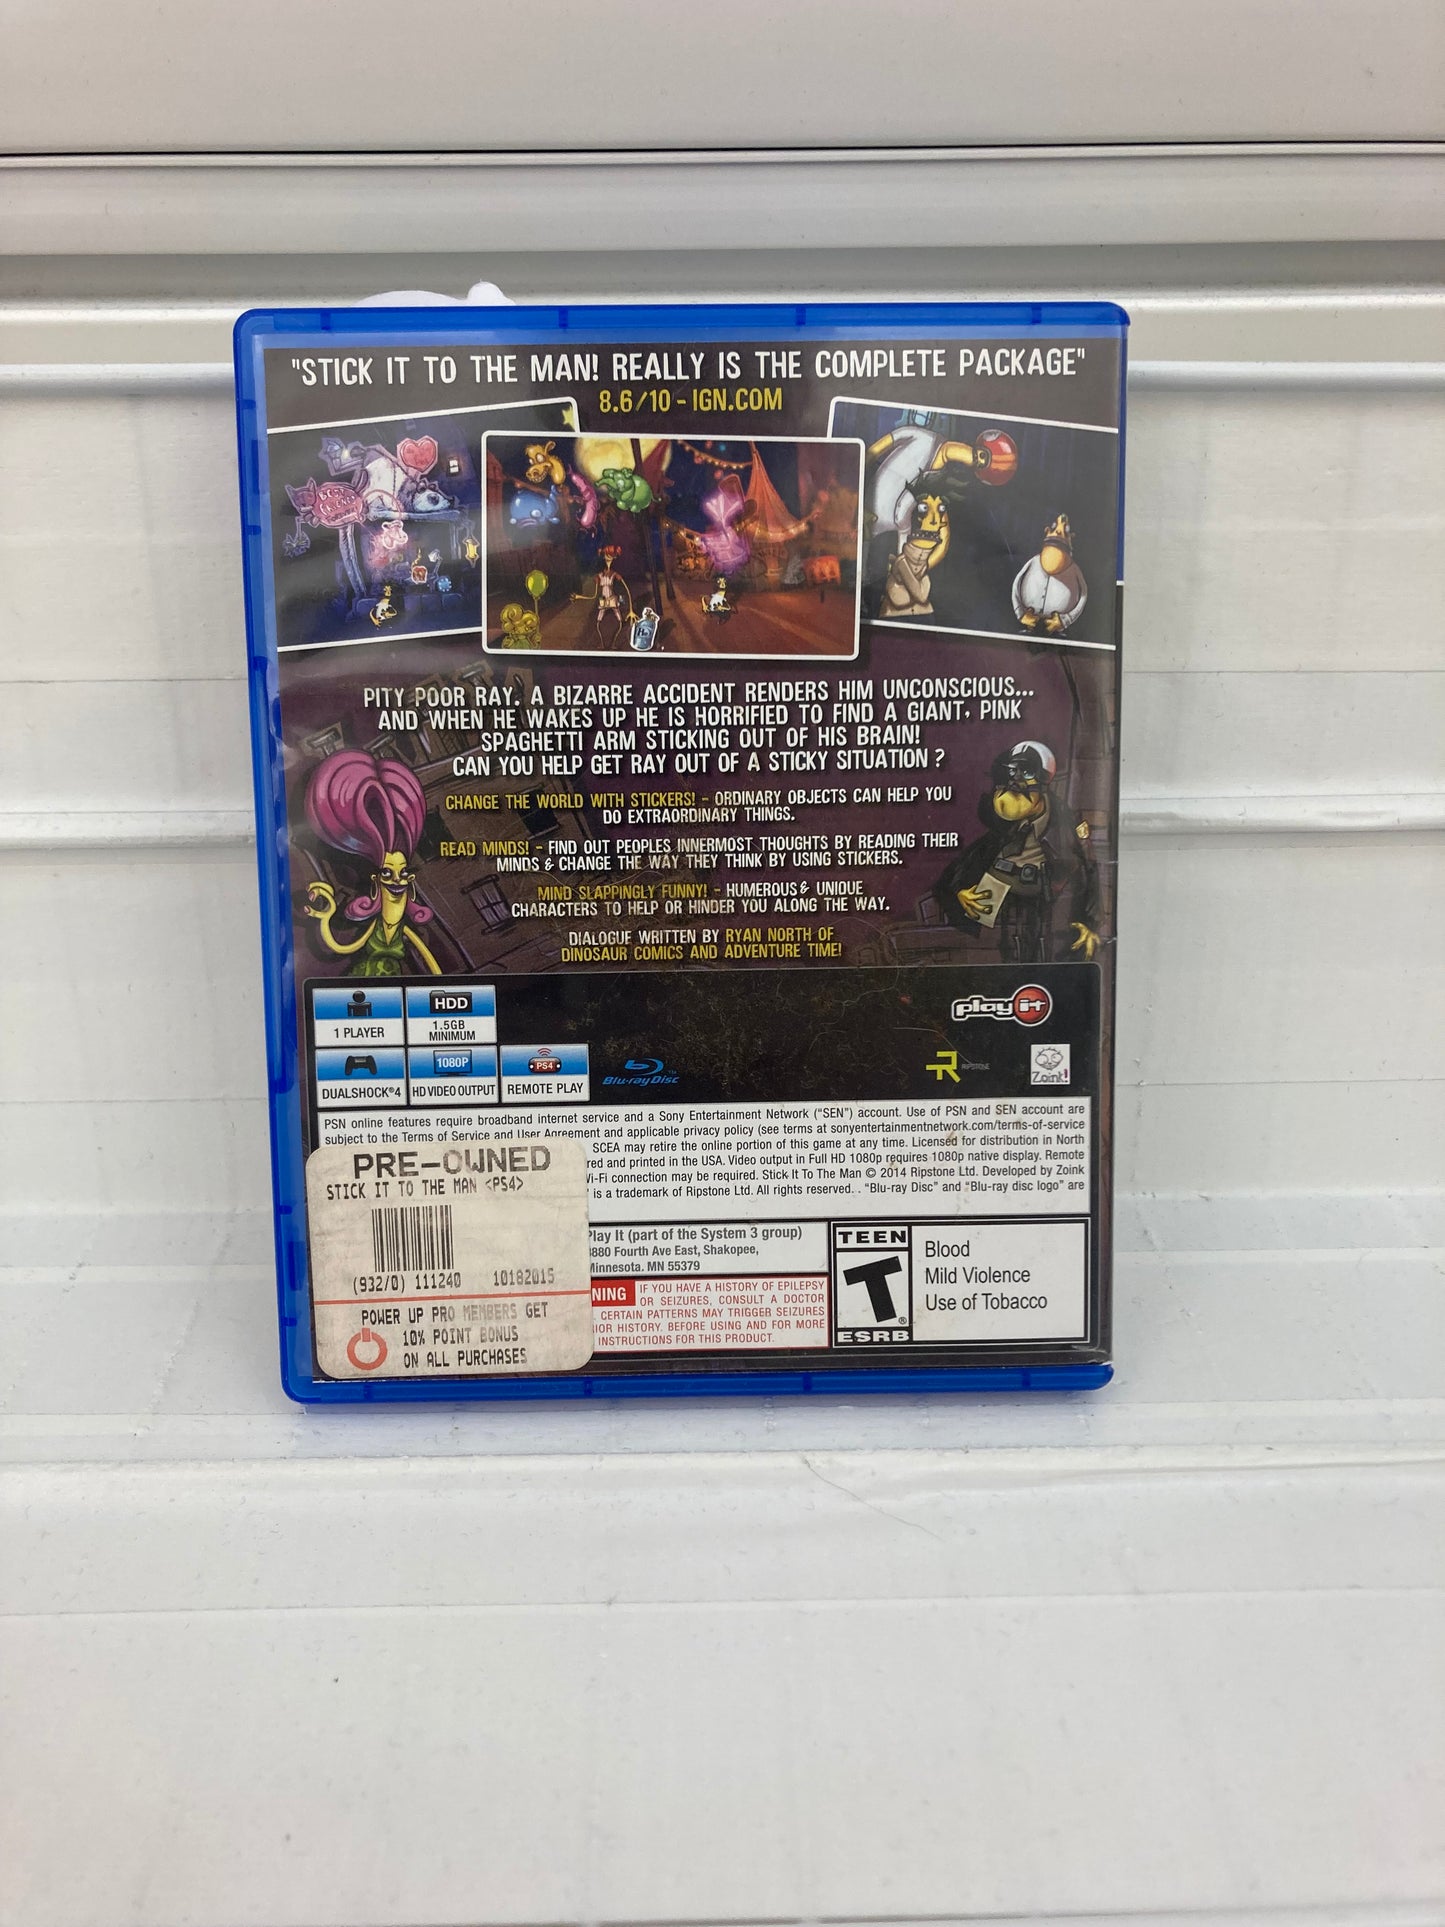 "STICK IT TO THE MAN! REALLY IS THE COMPLETE PACKAGE"
8.6/10 - IGN.COM
BEST FRIENDS
PITY POOR RAY. A BIZARRE ACCIDENT RENDERS HIM UNCONSCIOUS...
AND WHEN HE WAKES UP HE IS HORRIFIED TO FIND A GIANT, PINK
SPAGHETTI ARM STICKING OUT OF HIS BRAIN!
CAN YOU HELP GET RAY OUT OF A STICKY SITUATION ?
CHANGE THE WORLD WITH STICKERS! - ORDINARY OBJECTS CAN HELP YOU
DO EXTRAORDINARY THINGS.
READ MINDS! - FIND OUT PEOPLES INNERMOST THOUGHTS BY READING THEIR
MINDS & CHANGE THE WAY THEY THINK BY USING STICKERS.
MIND SLAPPINGLY FUNNY! - HUMEROUS & UNIQUE
CHARACTERS TO HELP OR HINDER YOU ALONG THE WAY.
DIALOGUE WRITTEN BY RYAN NORTH OF
DINOSAUR COMICS AND ADVENTURE TIME!
1 PLAYER
HDD
1.5GB
MINIMUM
play it
DUALSHOCK®4
1080P
HD VIDEO OUTPUT
PS4
REMOTE PLAY
Blu-ray Disc™
RIPSTONE
Zoink!
PSN online features require broadband internet service and a Sony Entertainment Network ("SEN") account. Use of PSN and SEN account are
subject to the Terms of Service and User Agreement and applicable privacy policy (see terms at sonyentertainmentnetwork.com/terms-of-service
SCEA may retire the online portion of this game at any time. Licensed for distribution in North
red and printed in the USA. Video output in Full HD 1080p requires 1080p native display. Remote
Wi-Fi connection may be required. Stick It To The Man © 2014 Ripstone Ltd. Developed by Zoink
' is a trademark of Ripstone Ltd. All rights reserved. . "Blu-ray Disc" and "Blu-ray disc logo" are
PRE-OWNED
STICK IT TO THE MAN <PS4>
(932/0) 111240 10182015
POWER UP PRO MEMBERS GET
10% POINT BONUS
ON ALL PURCHASES
Play It (part of the System 3 group)
8880 Fourth Ave East, Shakopee,
Minnesota. MN 55379
NING IF YOU HAVE A HISTORY OF EPILEPSY
OR SEIZURES, CONSULT A DOCTOR
. CERTAIN PATTERNS MAY TRIGGER SEIZURES
IOR HISTORY. BEFORE USING AND FOR MORE
INSTRUCTIONS FOR THIS PRODUCT.
TEEN
T
®
ESRB
Blood
Mild Violence
Use of Tobacco